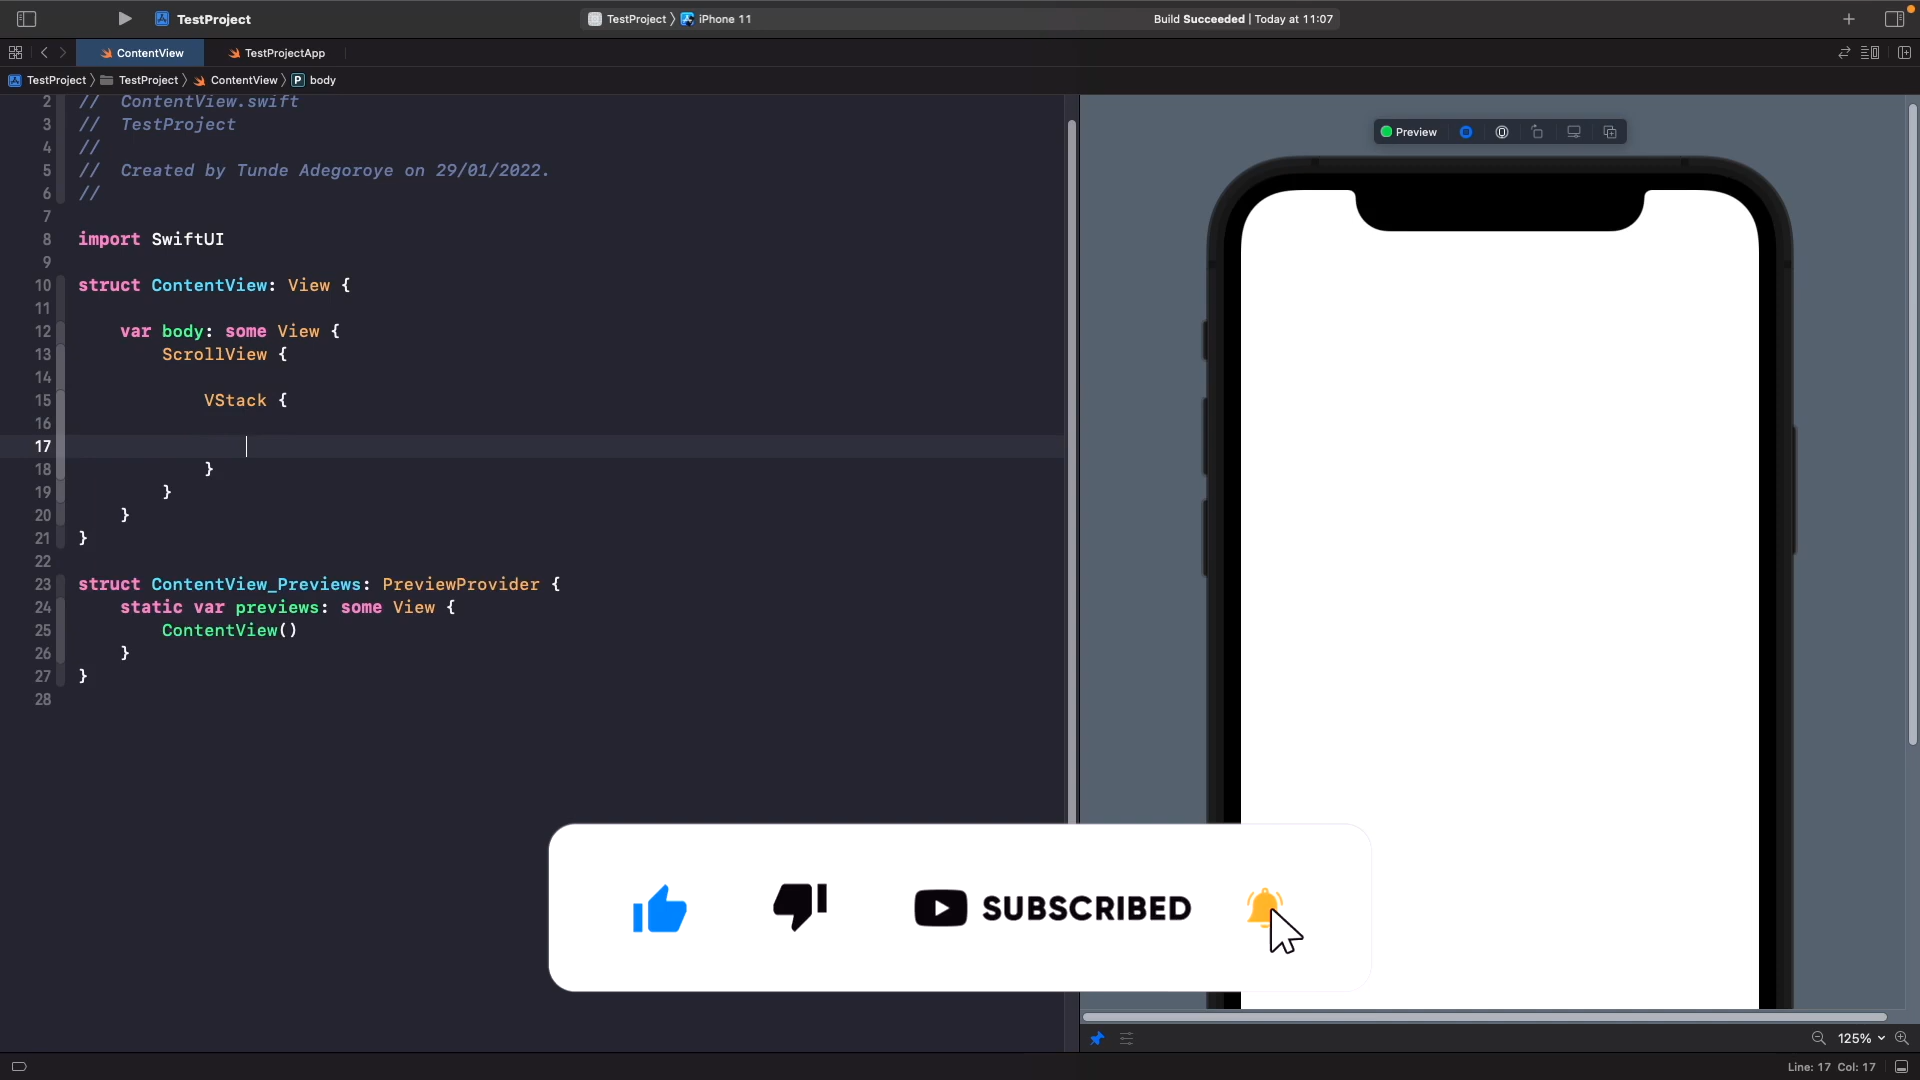 TestProject
TestProject 〉 iPhone 11
Build Succeeded | Today at 11:07
ContentView
TestProjectApp
TestProject 〉 TestProject 〉 ContentView 〉 P body
2 //  ContentView.swift
3 //  TestProject
4 //
5 //  Created by Tunde Adegoroye on 29/01/2022.
6 //
7
8 import SwiftUI
9
10 struct ContentView: View {
11
12     var body: some View {
13         ScrollView {
14
15             VStack {
16
17
18             }
19         }
20     }
21 }
22
23 struct ContentView_Previews: PreviewProvider {
24     static var previews: some View {
25         ContentView()
26     }
27 }
28
Preview
SUBSCRIBED
125%
Line: 17 Col: 17